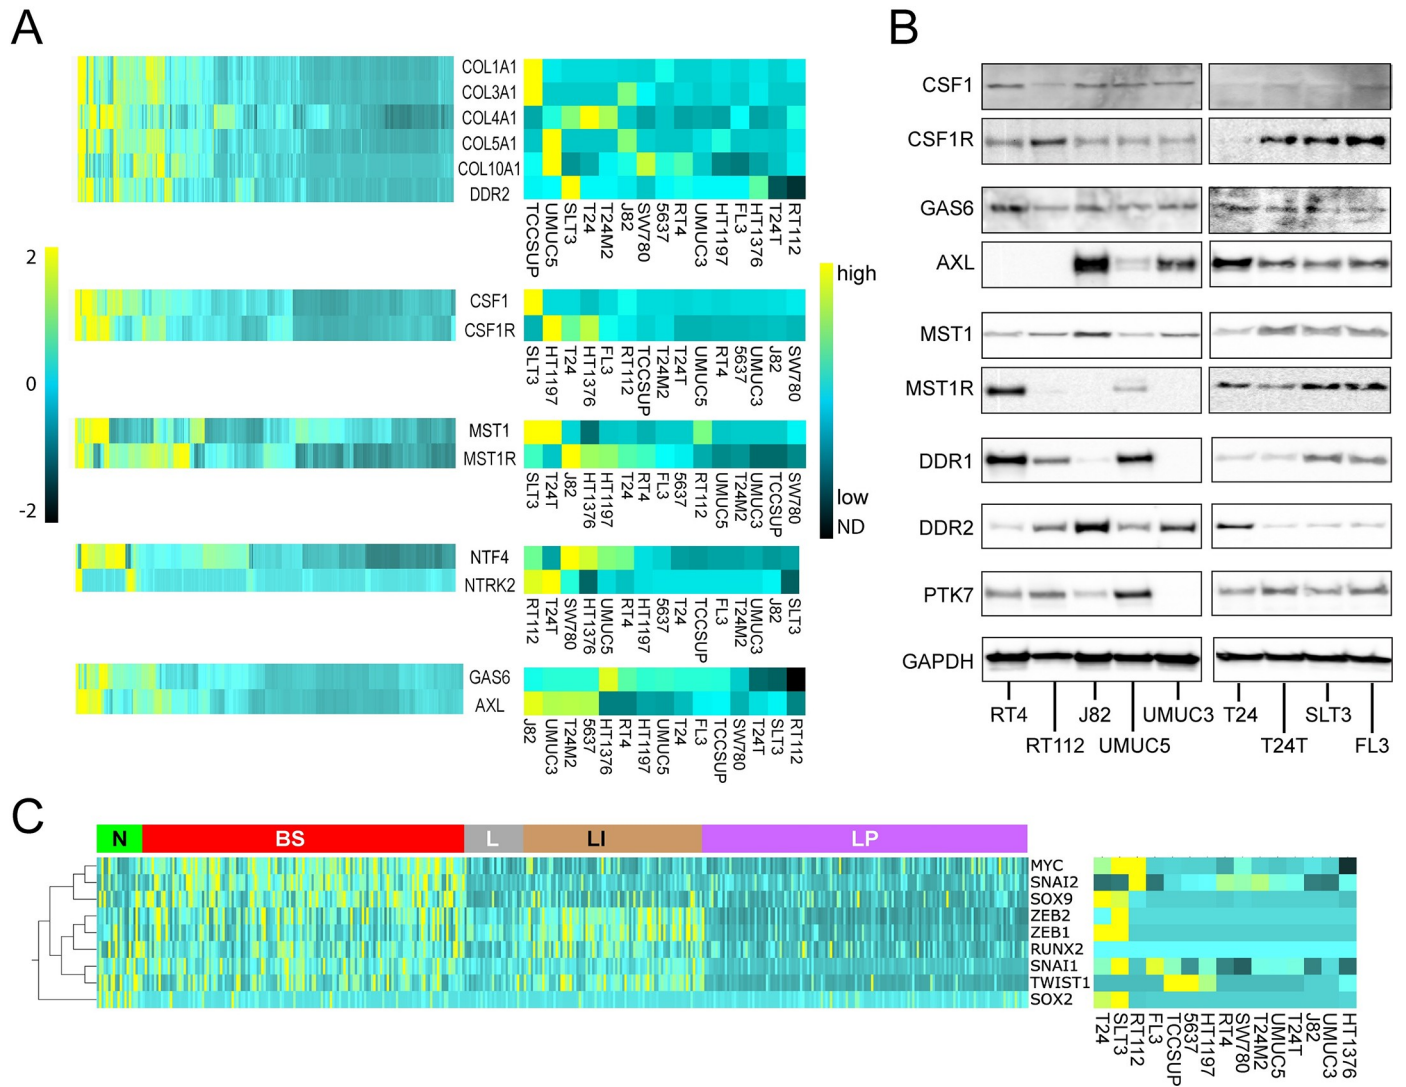 A
COL1A1
COL3A1
COL4A1
COL5A1
COL10A1
DDR2
TCCSUP
UMUC5
SLT3
T24
T24M2
J82
SW780
5637
RT4
UMUC3
HT1197
FL3
HT1376
T24T
RT112
2
0
-2
high
low
ND
CSF1
CSF1R
SLT3
HT1197
T24
HT1376
FL3
RT112
TCCSUP
T24M2
T24T
UMUC5
RT4
5637
UMUC3
J82
SW780
MST1
MST1R
SLT3
T24T
J82
HT1376
HT1197
T24
RT4
FL3
5637
RT112
UMUC5
T24M2
UMUC3
TCCSUP
SW780
NTF4
NTRK2
RT112
T24T
SW780
HT1376
UMUC5
RT4
HT1197
5637
T24
TCCSUP
FL3
T24M2
UMUC3
J82
SLT3
GAS6
AXL
J82
UMUC3
T24M2
5637
HT1376
RT4
HT1197
UMUC5
T24
FL3
TCCSUP
SW780
T24T
SLT3
RT112
B
CSF1
CSF1R
GAS6
AXL
MST1
MST1R
DDR1
DDR2
PTK7
GAPDH
RT4 J82 UMUC3 T24 SLT3
RT112 UMUC5 T24T FL3
C
N BS L LI LP
MYC
SNAI2
SOX9
ZEB2
ZEB1
RUNX2
SNAI1
TWIST1
SOX2
T24
SLT3
RT112
FL3
TCCSUP
5637
HT1197
RT4
SW780
T24M2
UMUC5
T24T
J82
UMUC3
HT1376